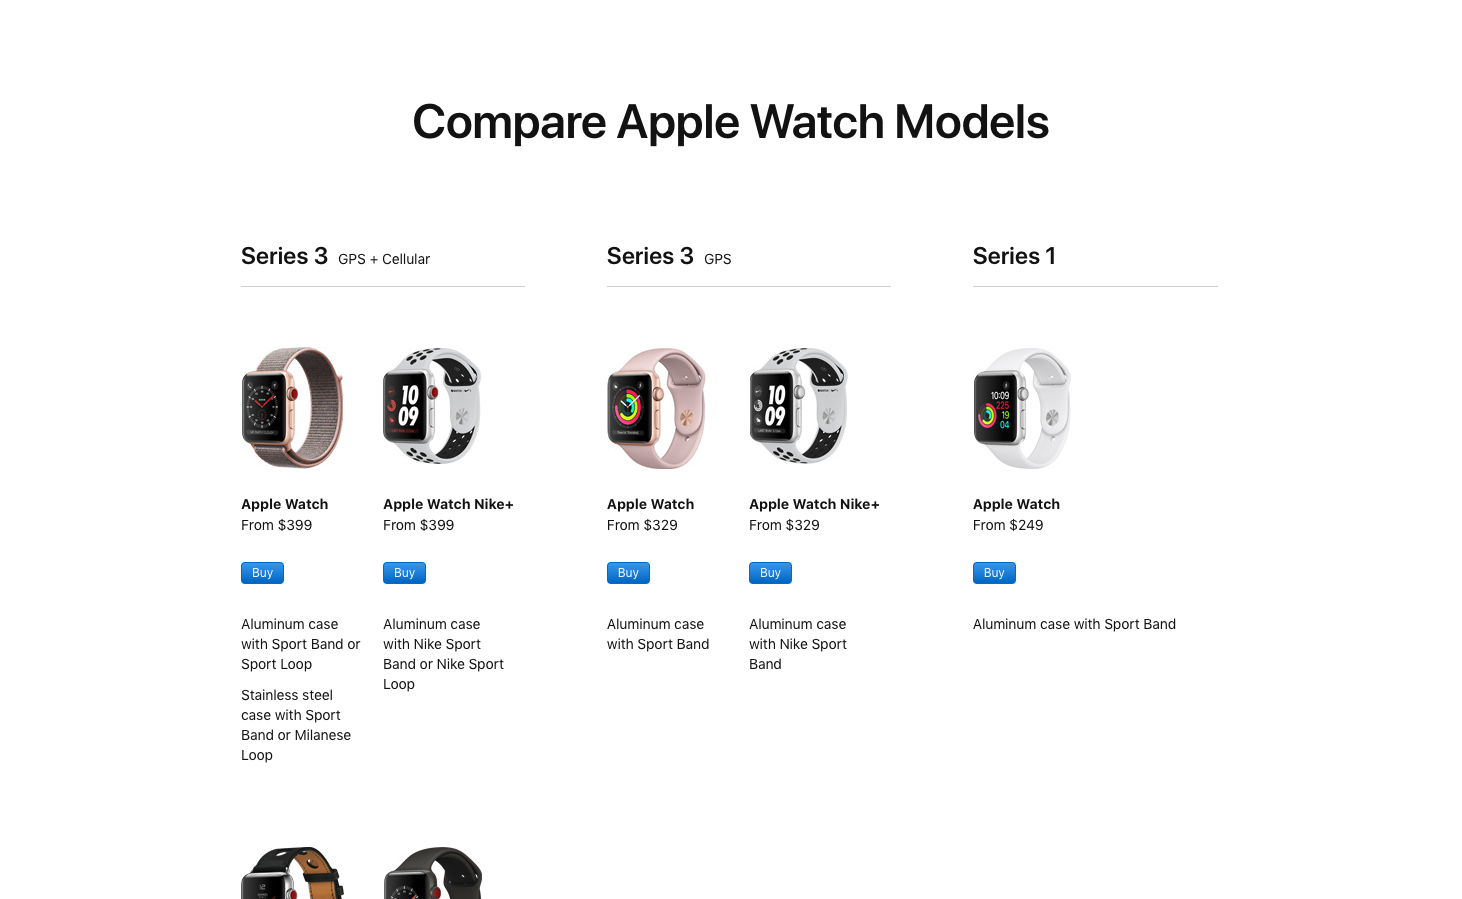 Compare Apple Watch Models
Series 3 GPS + Cellular
Series 3 GPS
Series 1
10
09
10
09
10:09
225
19
04
Apple Watch
From $399
Buy
Aluminum case
with Sport Band or
Sport Loop
Stainless steel
case with Sport
Band or Milanese
Loop
Apple Watch Nike+
From $399
Buy
Aluminum case
with Nike Sport
Band or Nike Sport
Loop
Apple Watch
From $329
Buy
Aluminum case
with Sport Band
Apple Watch Nike+
From $329
Buy
Aluminum case
with Nike Sport
Band
Apple Watch
From $249
Buy
Aluminum case with Sport Band
12